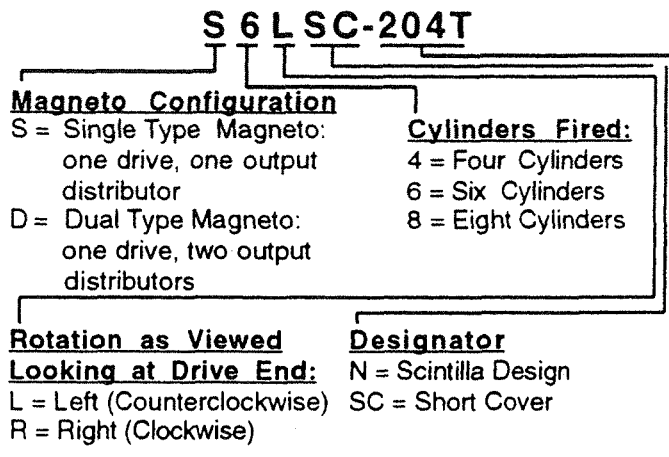 S 6 L SC-204T
Magneto Configuration
S = Single Type Magneto:
one drive, one output
distributor
D = Dual Type Magneto:
one drive, two output
distributors
Cylinders Fired:
4 = Four Cylinders
6 = Six Cylinders
8 = Eight Cylinders
Rotation as Viewed
Looking at Drive End:
L = Left (Counterclockwise)
R = Right (Clockwise)
Designator
N = Scintilla Design
SC = Short Cover